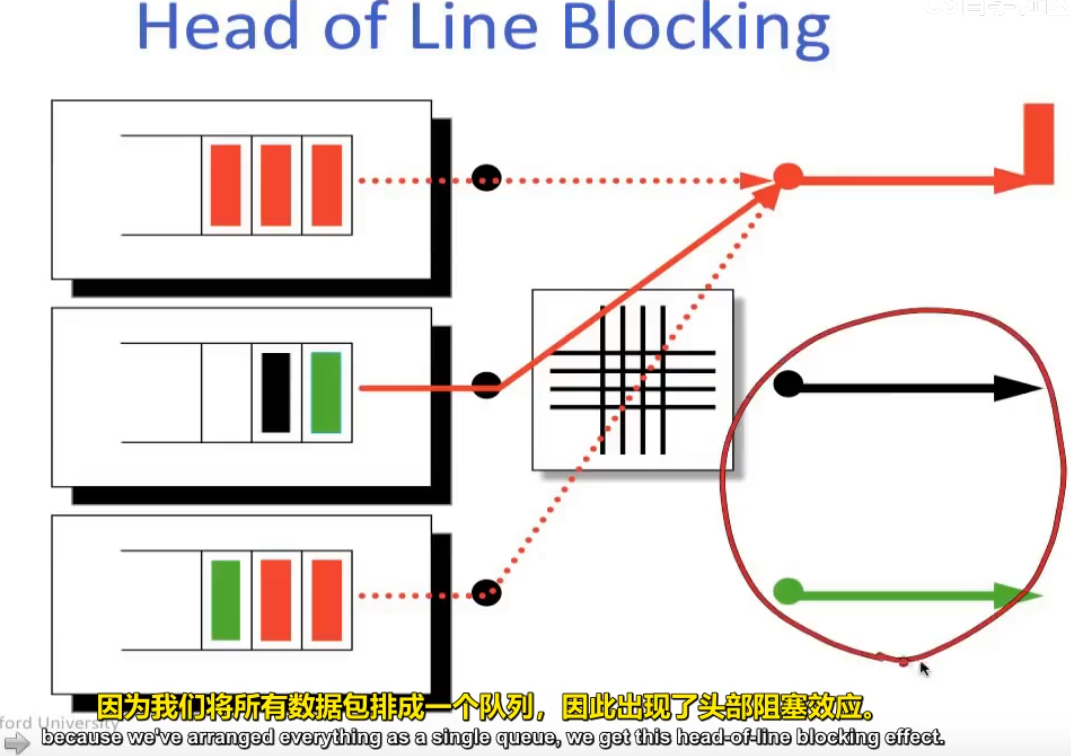 Head of Line Blocking
因为我们将所有数据包排成一个队列，因此出现了头部阻塞效应。
ford University
because we've arranged everything as a single queue, we get this head-of-line blocking effect.